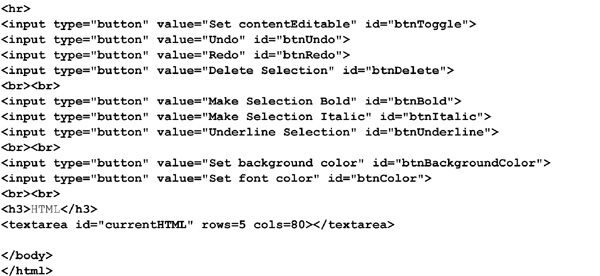 <hr>
<input type="button" value="Set contentEditable" id="btnToggle">
<input type="button" value="Undo" id="btnUndo">
<input type="button" value="Redo" id="btnRedo">
<input type="button" value="Delete Selection" id="btnDelete">
<br><br>
<input type="button" value="Make Selection Bold" id="btnBold">
<input type="button" value="Make Selection Italic" id="btnItalic">
<input type="button" value="Underline Selection" id="btnUnderline">
<br><br>
<input type="button" value="Set background color" id="btnBackgroundColor">
<input type="button" value="Set font color" id="btnColor">
<br><br>
<h3>HTML</h3>
<textarea id="currentHTML" rows=5 cols=80></textarea>
</body>
</html>